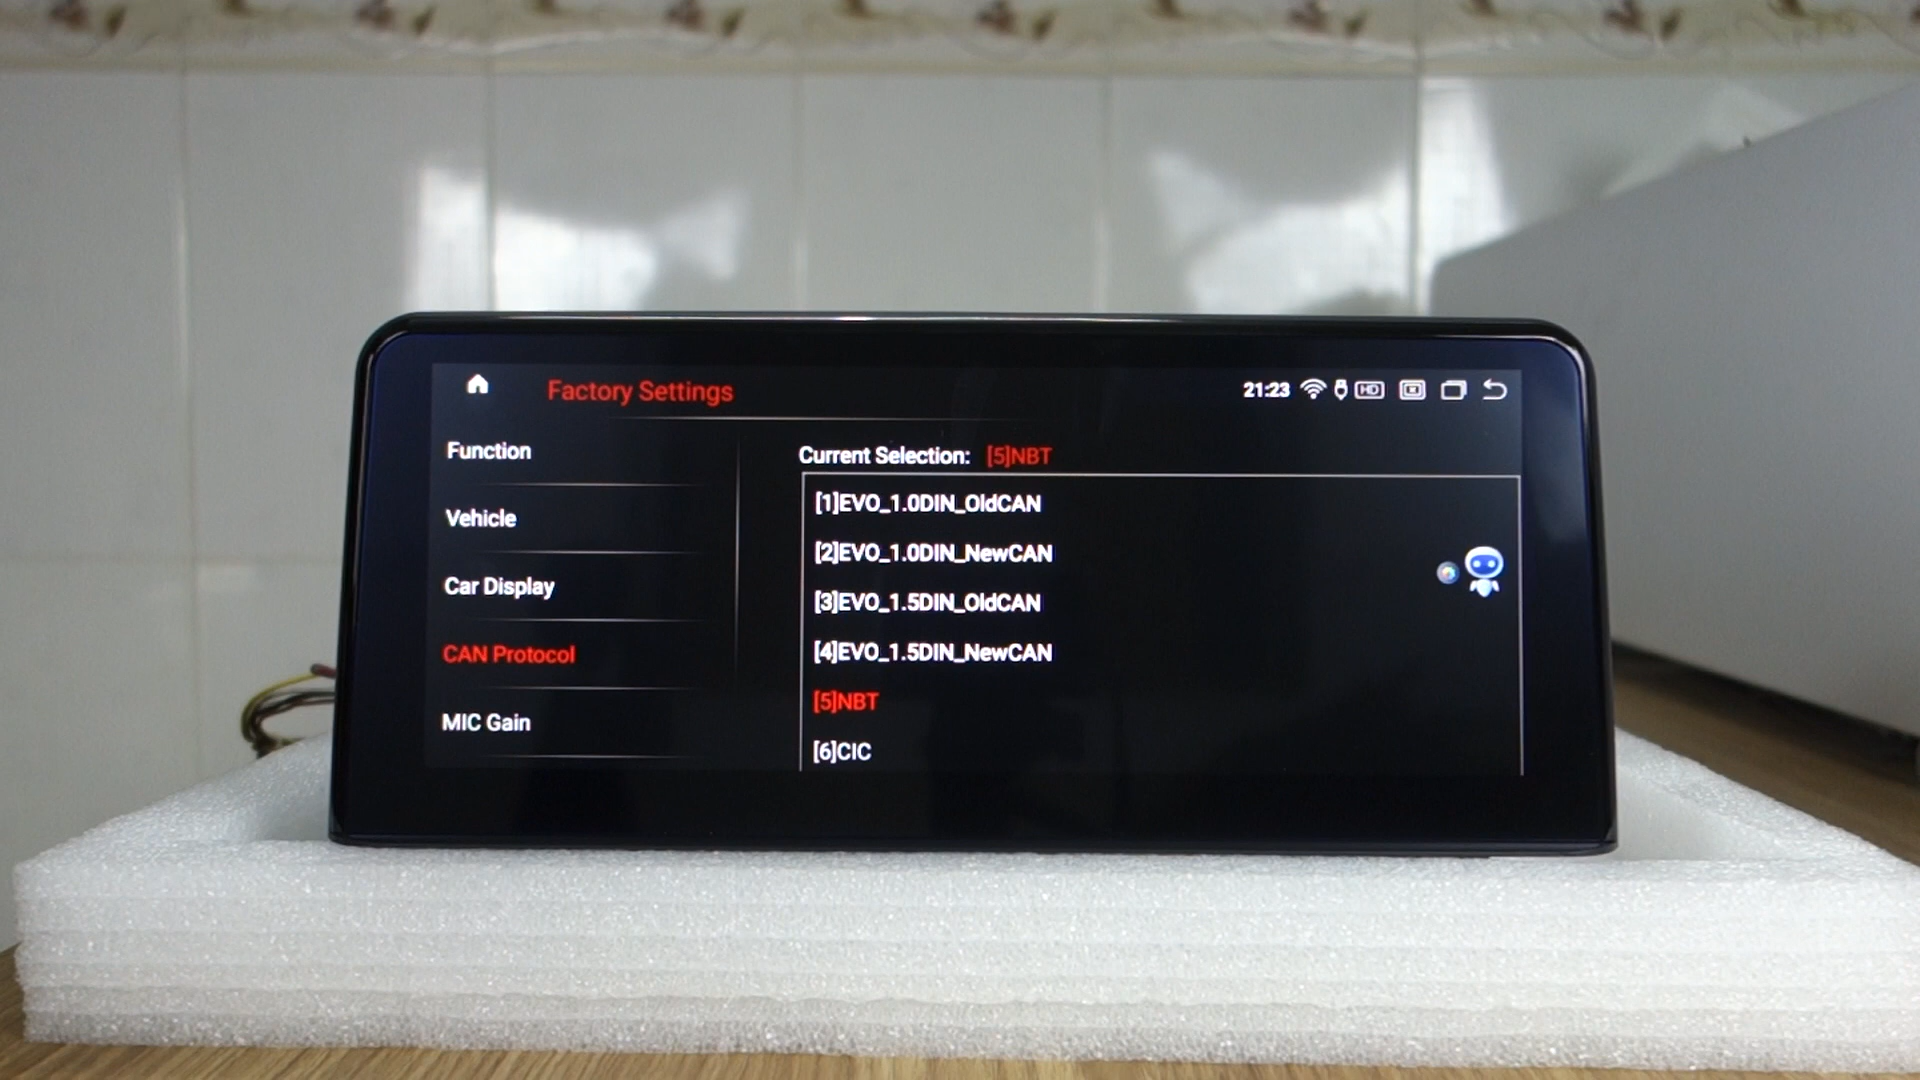 Factory Settings
21:23
HD
Function
Vehicle
Car Display
CAN Protocol
MIC Gain
Current Selection: [5]NBT
[1]EVO_1.0DIN_OldCAN
[2]EVO_1.0DIN_NewCAN
[3]EVO_1.5DIN_OldCAN
[4]EVO_1.5DIN_NewCAN
[5]NBT
[6]CIC